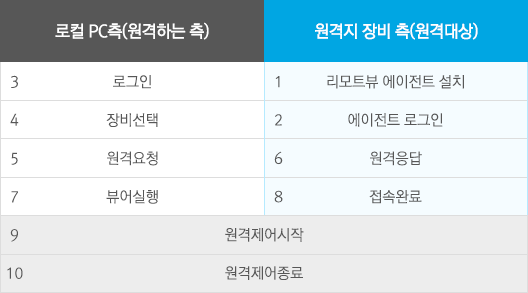 로컬 PC측(원격하는 측) 원격지 장비 측(원격대상)
3 로그인 1 리모트뷰 에이전트 설치
4 장비선택 2 에이전트 로그인
5 원격요청 6 원격응답
7 뷰어실행 8 접속완료
9 원격제어시작
10 원격제어종료